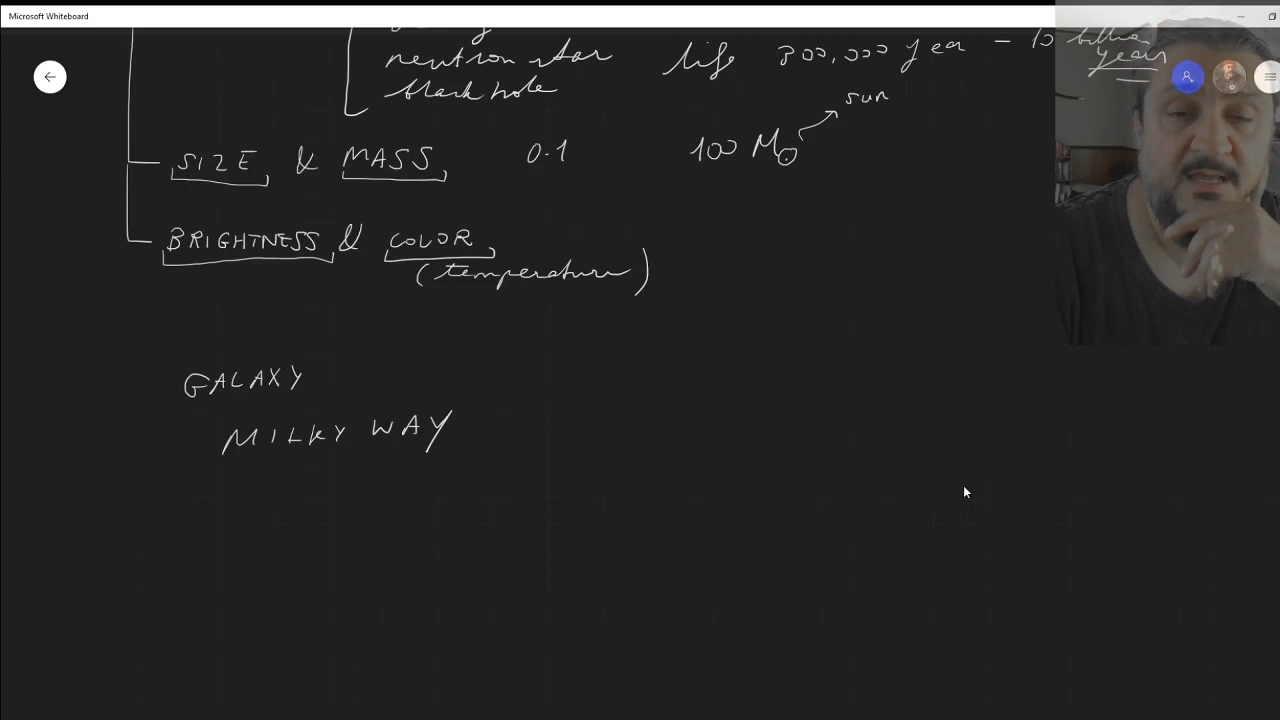 Microsoft Whiteboard
neutron star life 800,000 year – 10 billion years
black hole
sun
SIZE & MASS 0.1 100 M☉
BRIGHTNESS & COLOR
(temperature)
GALAXY
MILKY WAY